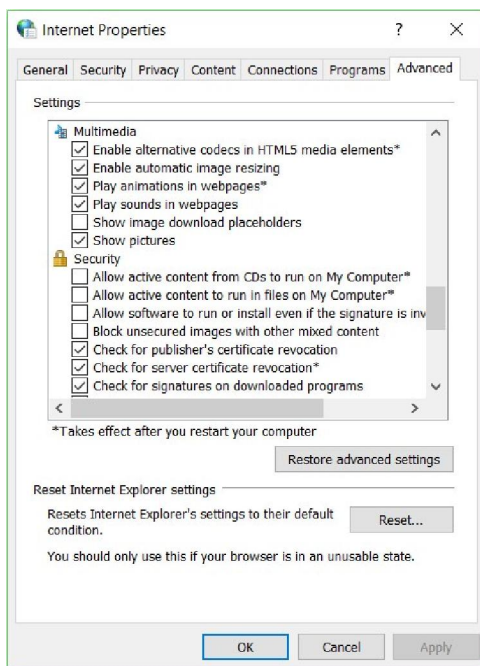 Internet Properties
?
General Security Privacy Content Connections Programs Advanced
Settings
Multimedia
Enable alternative codecs in HTML5 media elements*
Enable automatic image resizing
Play animations in webpages*
Play sounds in webpages
Show image download placeholders
Show pictures
Security
Allow active content from CDs to run on My Computer*
Allow active content to run in files on My Computer*
Allow software to run or install even if the signature is inv
Block unsecured images with other mixed content
Check for publisher's certificate revocation
Check for server certificate revocation*
Check for signatures on downloaded programs
*Takes effect after you restart your computer
Restore advanced settings
Reset Internet Explorer settings
Resets Internet Explorer's settings to their default
condition.
Reset...
You should only use this if your browser is in an unusable state.
OK Cancel Apply